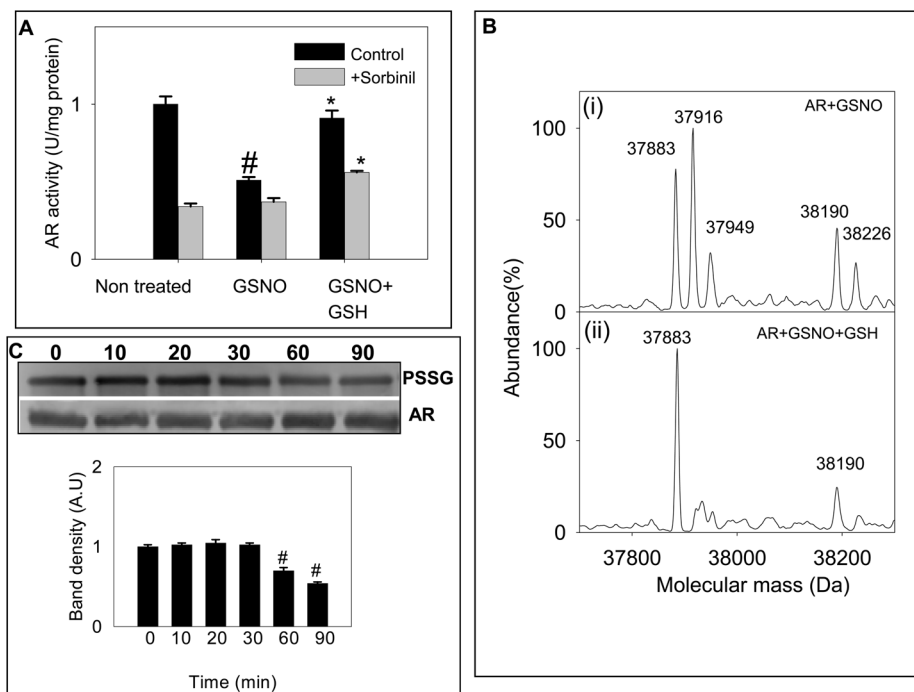 A
AR activity (U/mg protein)
1
0
Control
+Sorbinil
#
*
*
Non treated
GSNO
GSNO+
GSH
B
(i)
AR+GSNO
100
50
0
37883
37916
37949
38190
38226
(ii)
AR+GSNO+GSH
100
50
0
37883
38190
Abundance(%)
37800 38000 38200
Molecular mass (Da)
C
0 10 20 30 60 90
PSSG
AR
Band density (A.U)
2
1
0
#
#
0 10 20 30 60 90
Time (min)